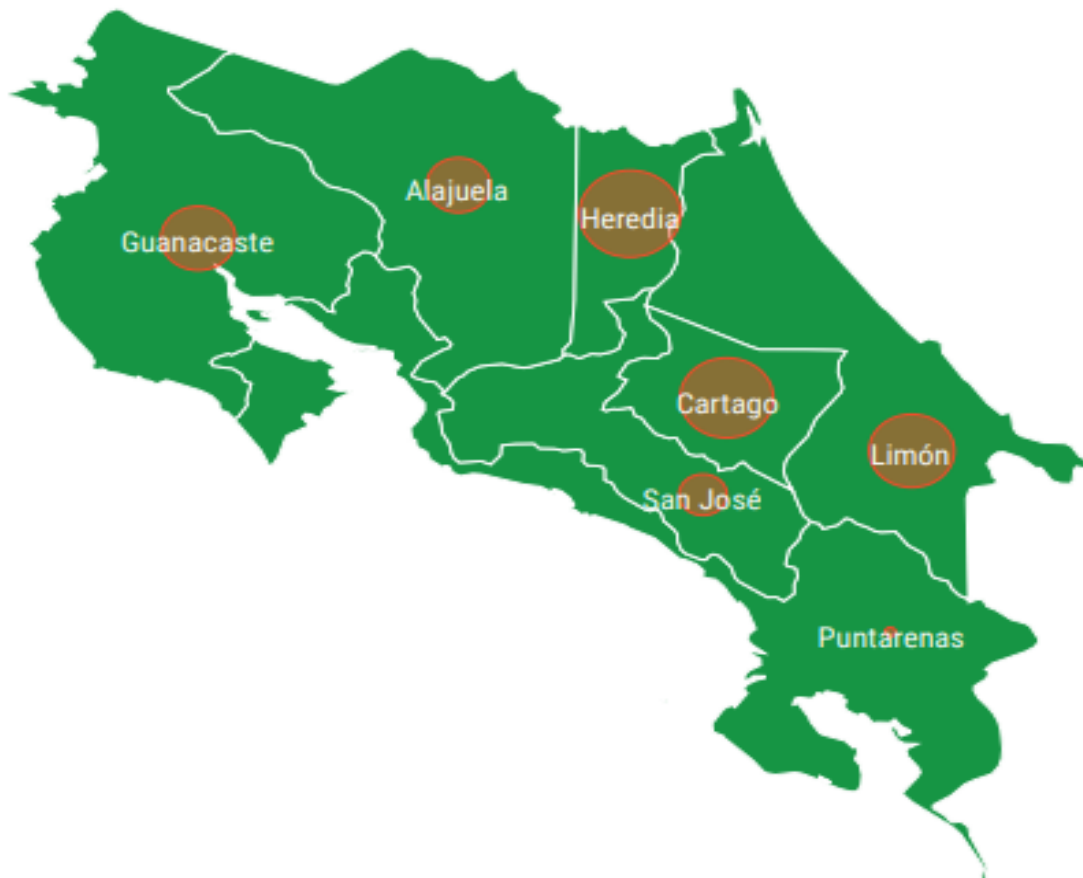 Alajuela
Heredia
Guanacaste
Cartago
Limón
San José
Puntarenas